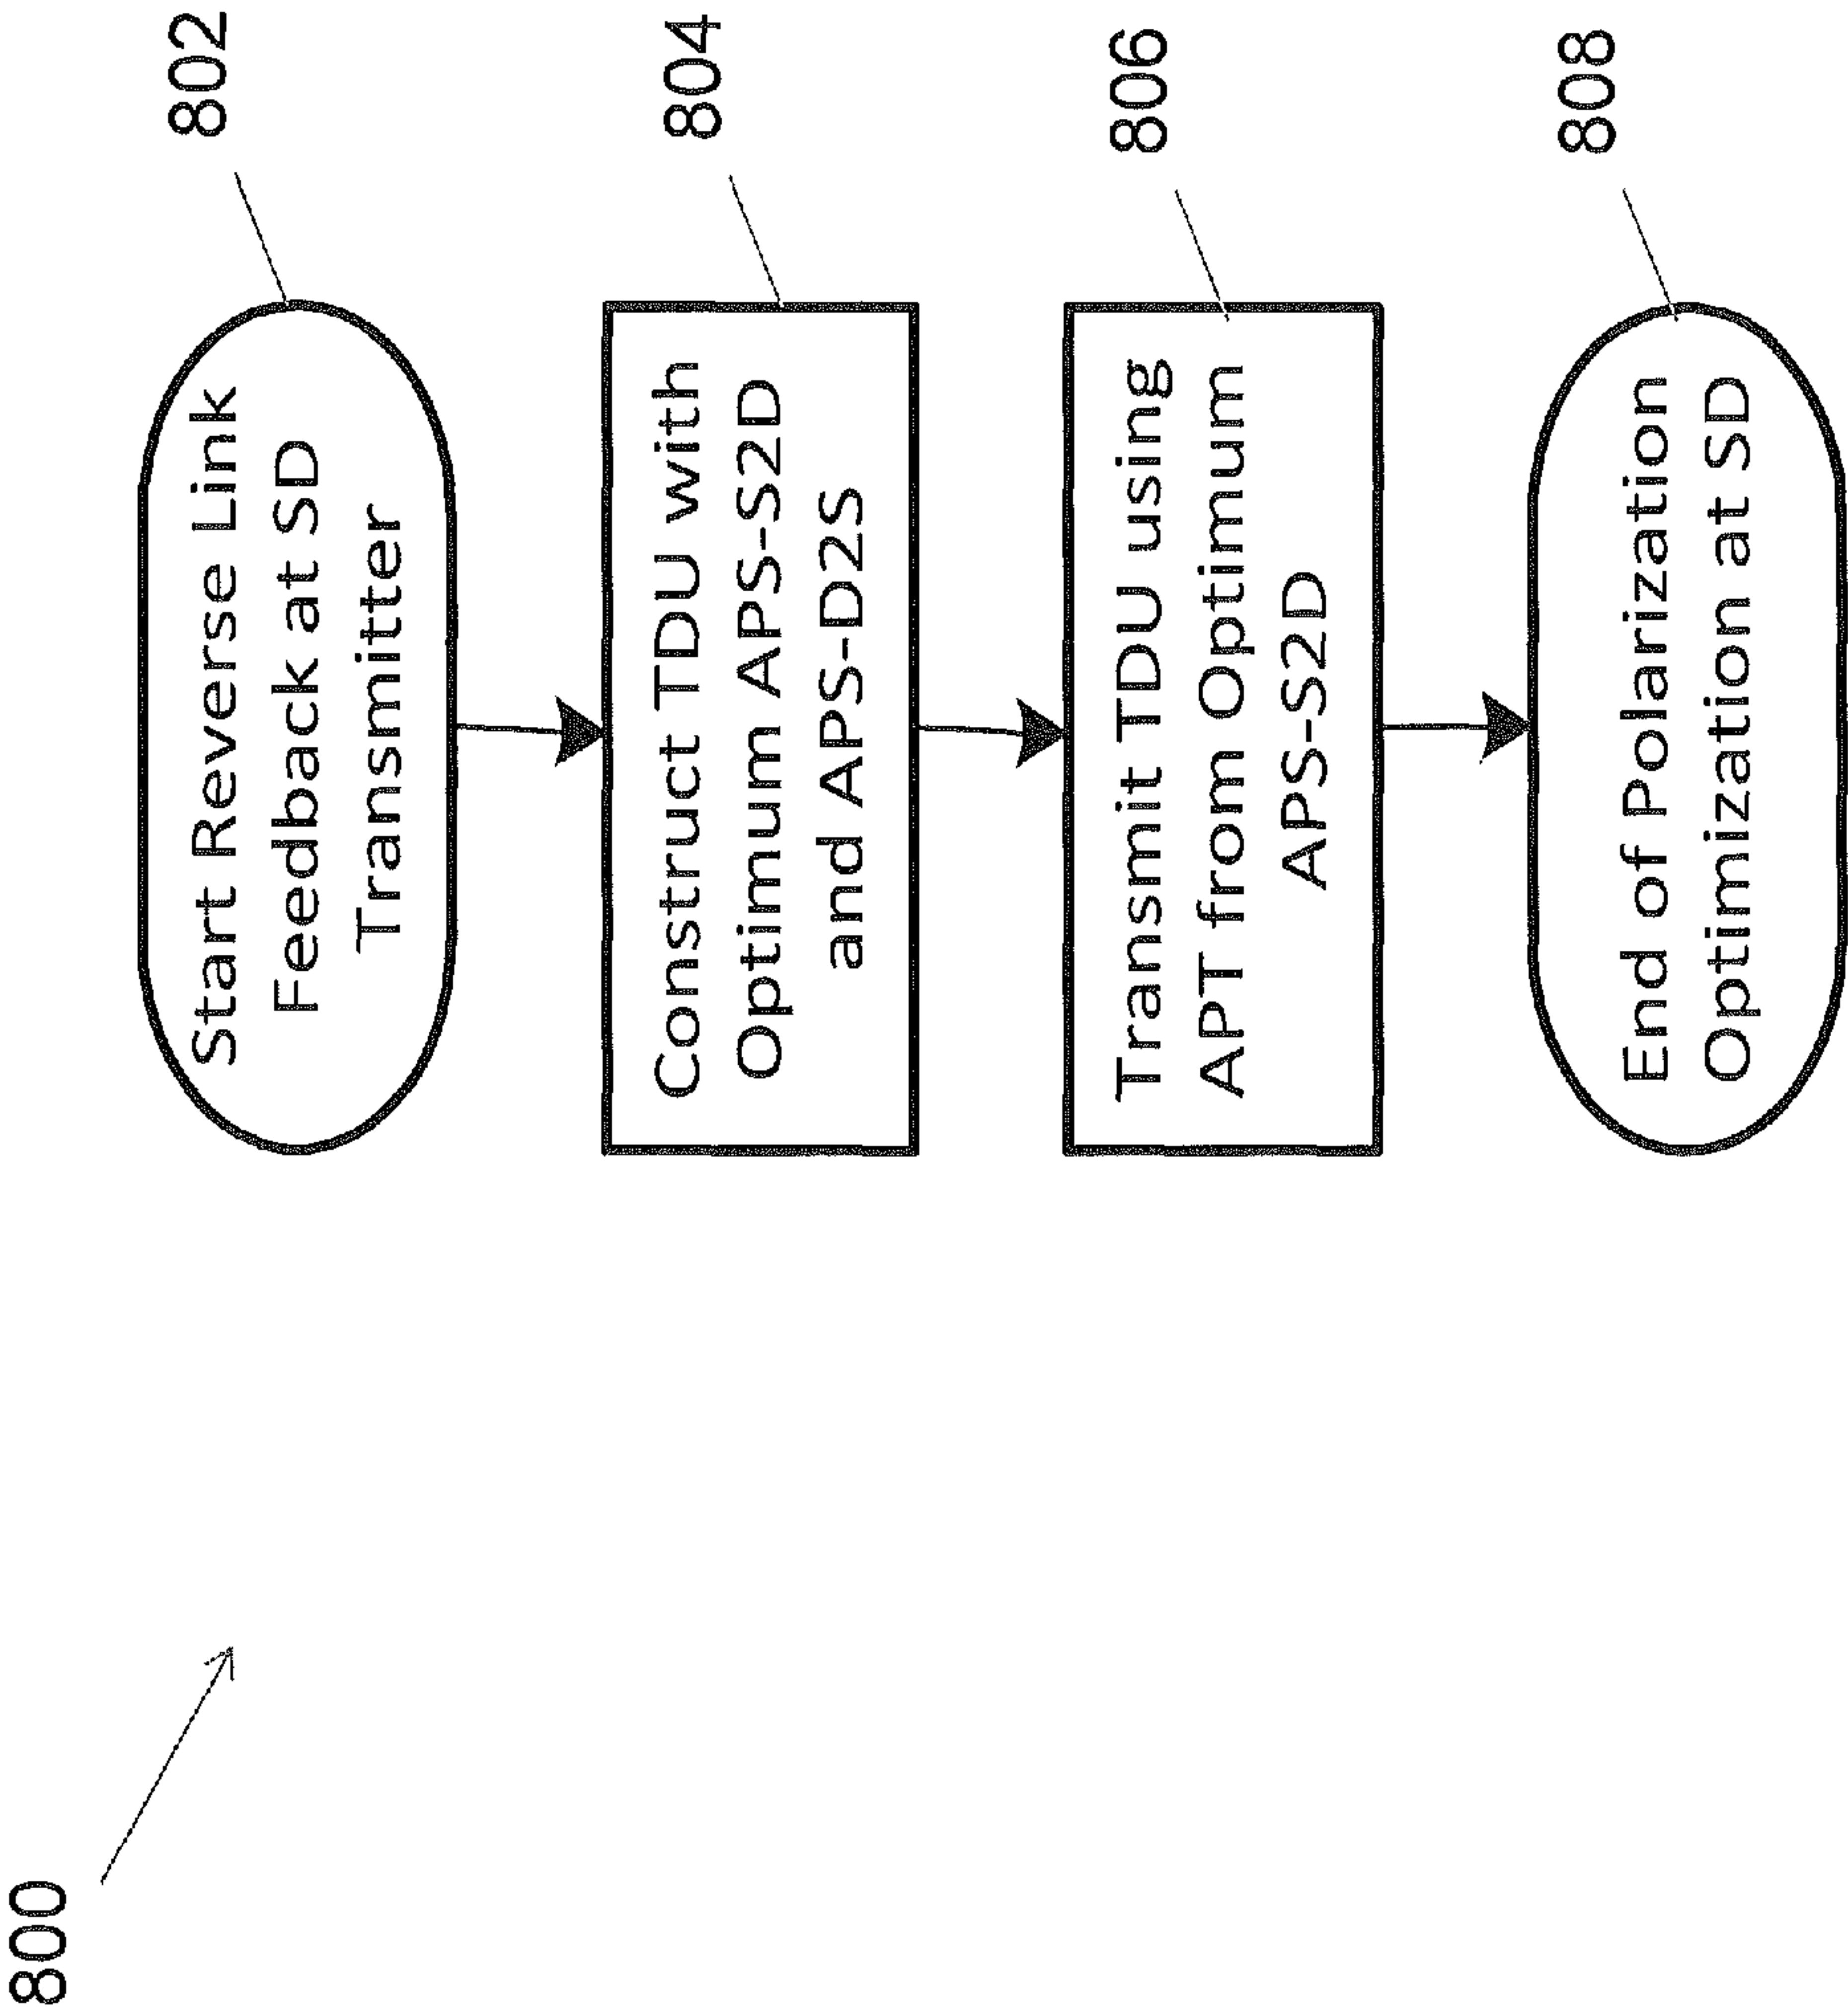 800
Start Reverse Link
Feedback at SD
Transmitter
802
Construct TDU with
Optimum APS-S2D
and APS-D2S
804
Transmit TDU using
APT from Optimum
APS-S2D
806
End of Polarization
Optimization at SD
808